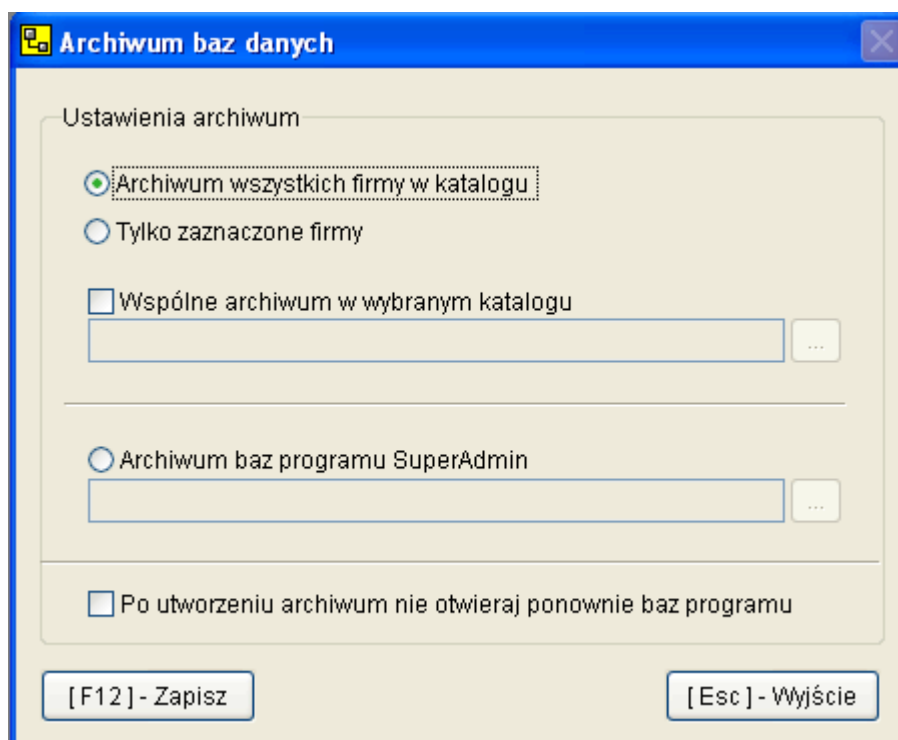 Archiwum baz danych
Ustawienia archiwum
Archiwum wszystkich firmy w katalogu
Tylko zaznaczone firmy
Wspólne archiwum w wybranym katalogu
...
Archiwum baz programu SuperAdmin
...
Po utworzeniu archiwum nie otwieraj ponownie baz programu
[ F12 ] - Zapisz
[ Esc ] - Wyjście